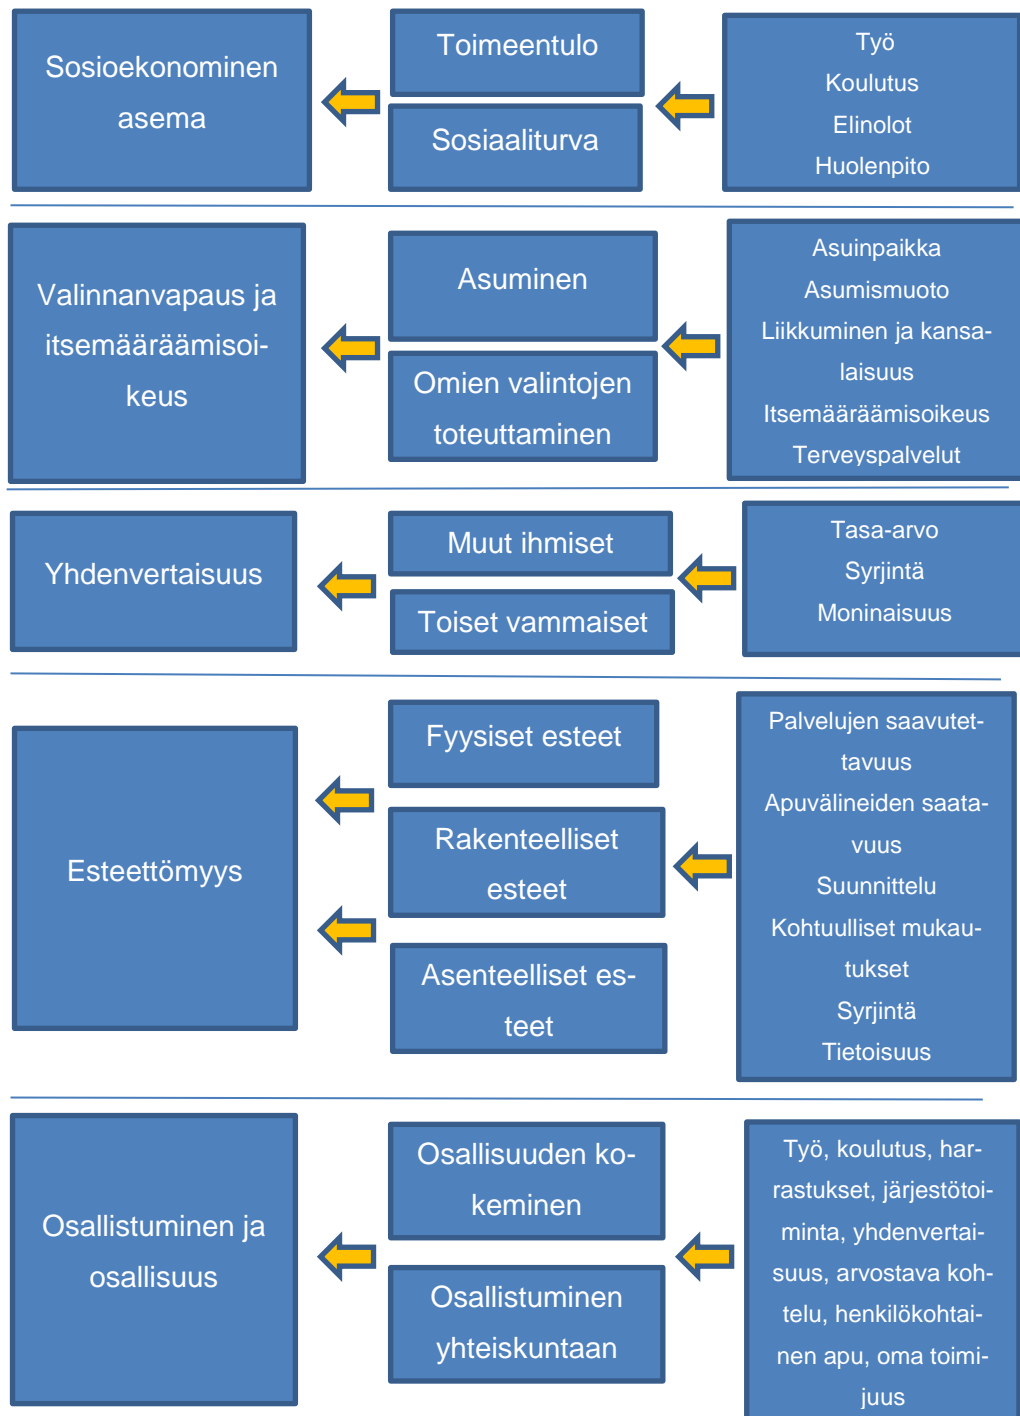 Sosioekonominen
asema
Toimeentulo
Sosiaaliturva
Työ
Koulutus
Elinolot
Huolenpito
Valinnanvapaus ja
itsemääräämisoi-
keus
Asuminen
Omien valintojen
toteuttaminen
Asuinpaikka
Asumismuoto
Liikkuminen ja kansa-
laisuus
Itsemääräämisoikeus
Terveyspalvelut
Yhdenvertaisuus
Muut ihmiset
Toiset vammaiset
Tasa-arvo
Syrjintä
Moninaisuus
Esteettömyys
Fyysiset esteet
Rakenteelliset
esteet
Asenteelliset es-
teet
Palvelujen saavutet-
tavuus
Apuvälineiden saata-
vuus
Suunnittelu
Kohtuulliset mukau-
tukset
Syrjintä
Tietoisuus
Osallistuminen ja
osallisuus
Osallisuuden ko-
keminen
Osallistuminen
yhteiskuntaan
Työ, koulutus, har-
rastukset, järjestötoi-
minta, yhdenvertai-
suus, arvostava koh-
telu, henkilökohtai-
nen apu, oma toimi-
juus